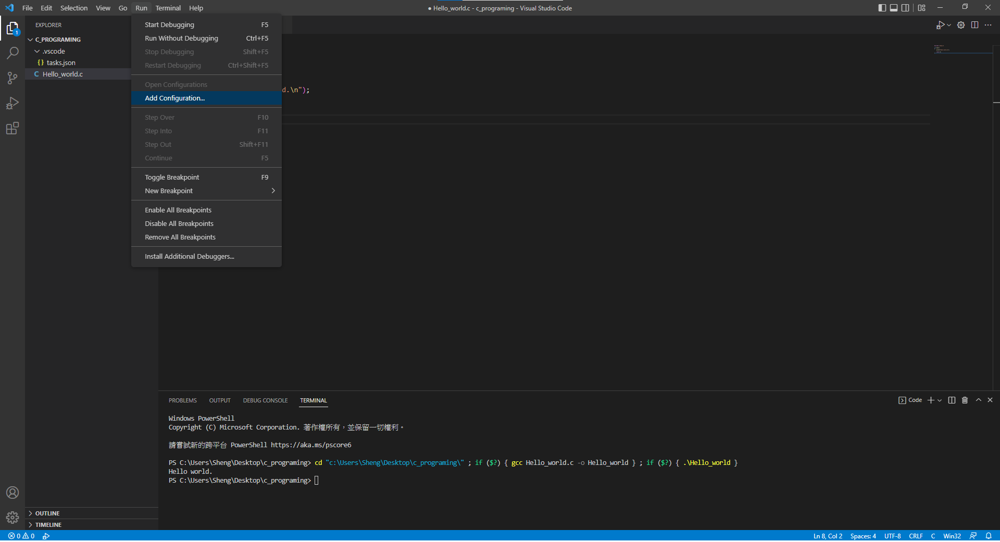 File Edit Selection View Go Run Terminal Help
● Hello_world.c - c_programing - Visual Studio Code
EXPLORER
C_PROGRAMING
.vscode
{} tasks.json
C Hello_world.c
1
Start Debugging F5
Run Without Debugging Ctrl+F5
Stop Debugging Shift+F5
Restart Debugging Ctrl+Shift+F5
Open Configurations
Add Configuration...
Step Over F10
Step Into F11
Step Out Shift+F11
Continue F5
Toggle Breakpoint F9
New Breakpoint
Enable All Breakpoints
Disable All Breakpoints
Remove All Breakpoints
Install Additional Debuggers...
d.\n");
PROBLEMS OUTPUT DEBUG CONSOLE TERMINAL
Code
Windows PowerShell
Copyright (C) Microsoft Corporation. 著作權所有，並保留一切權利。
請嘗試新的跨平台 PowerShell https://aka.ms/pscore6
PS C:\Users\Sheng\Desktop\c_programing> cd "c:\Users\Sheng\Desktop\c_programing\" ; if ($?) { gcc Hello_world.c -o Hello_world } ; if ($?) { .\Hello_world }
Hello world.
PS C:\Users\Sheng\Desktop\c_programing>
OUTLINE
TIMELINE
0 0
Ln 8, Col 2 Spaces: 4 UTF-8 CRLF C Win32